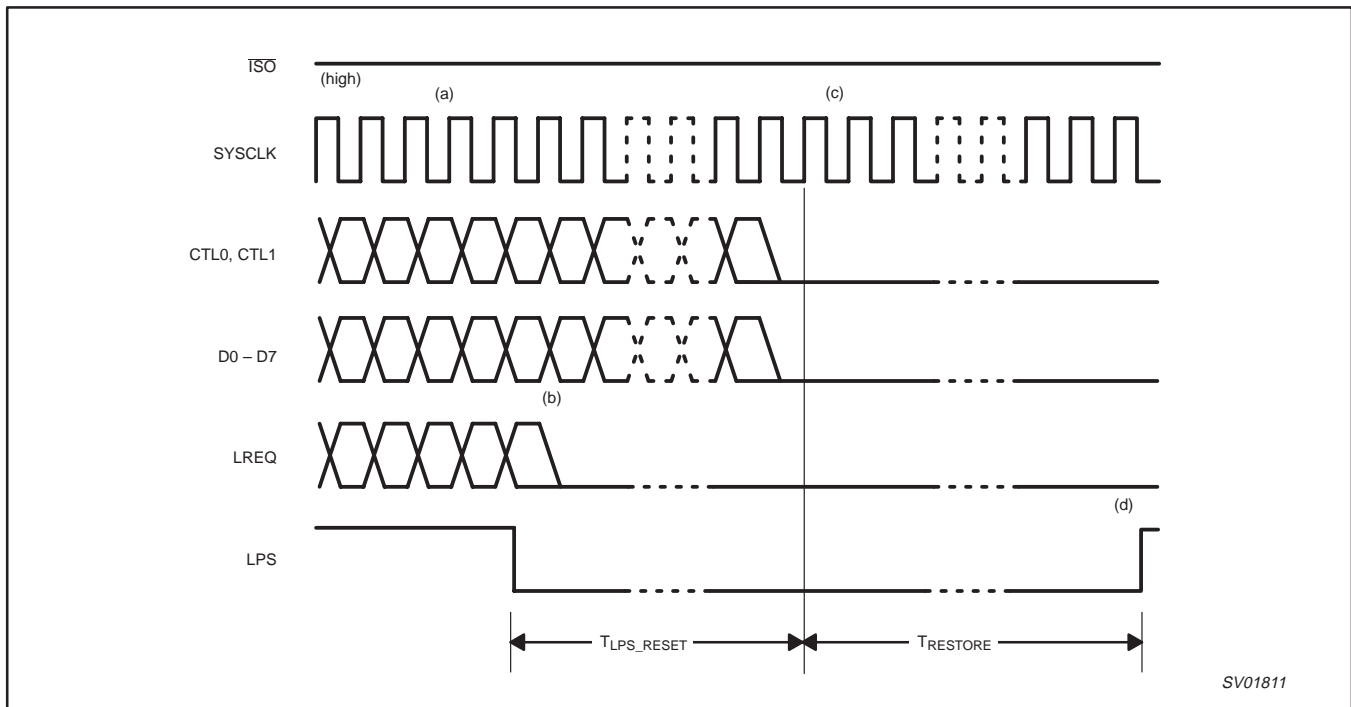 ISO
(high)
(a)
(c)
SYSCLK
CTL0, CTL1
D0 – D7
(b)
LREQ
(d)
LPS
TLPS_RESET
TRESTORE
SV01811